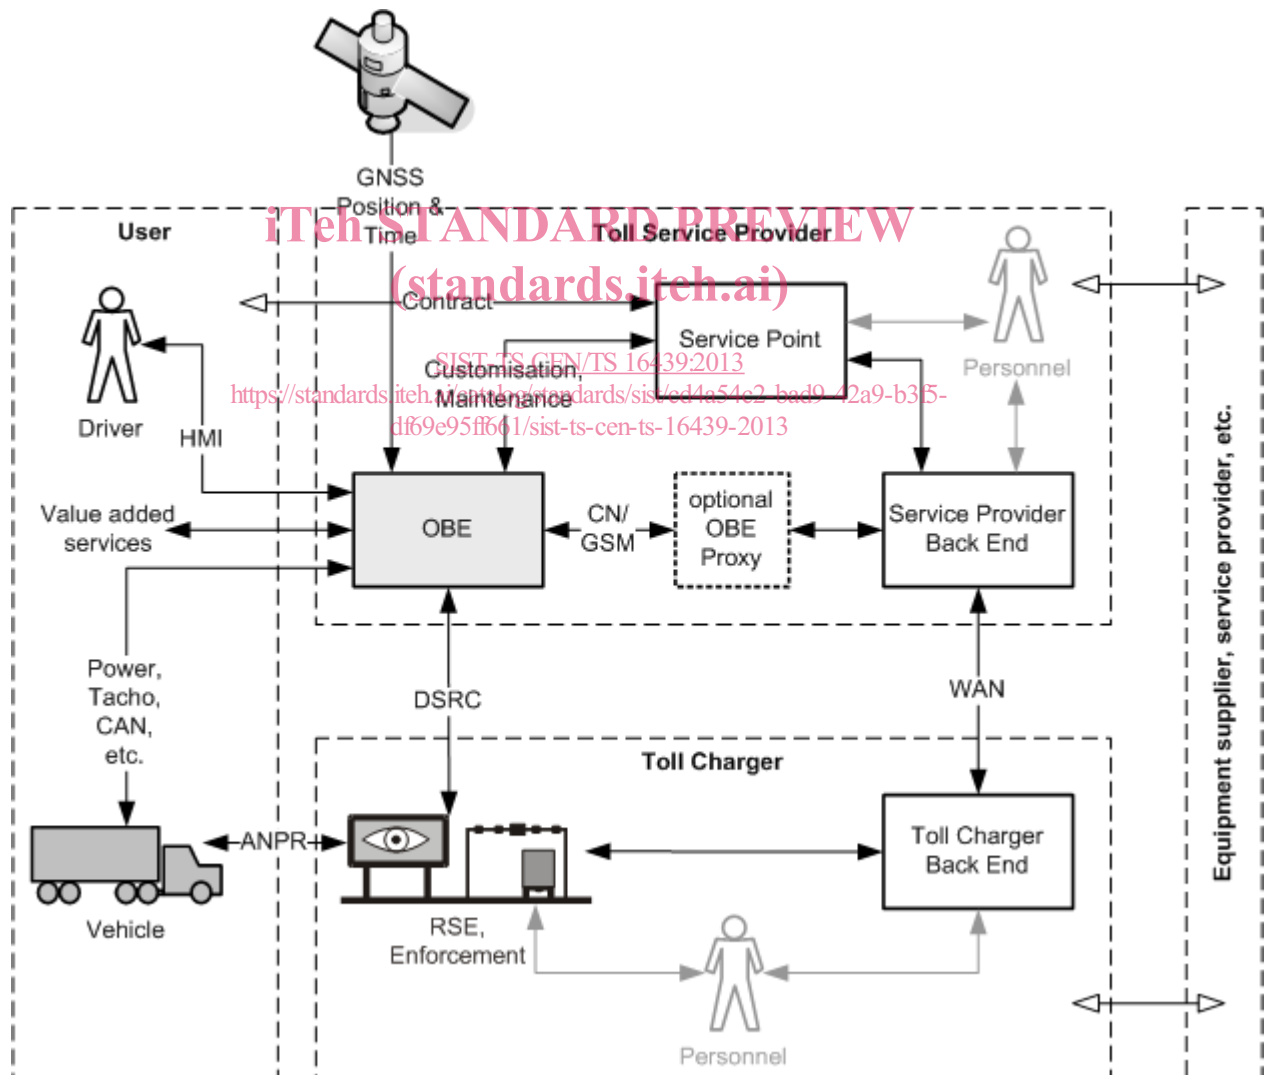 GNSS
Position &
Time
iTeh STANDARD PREVIEW
(standards.iteh.ai)
User
Toll Service Provider
Contract
Service Point
Personnel
SIST-TS CEN/TS 16439:2013
Customisation,
Maintenance
https://standards.iteh.ai/catalog/standards/sist/cd4a54c2-bad9-42a9-b3f5-
df69e95ff661/sist-ts-cen-ts-16439-2013
Driver
HMI
Value added
services
OBE
CN/
GSM
optional
OBE
Proxy
Service Provider
Back End
Equipment supplier, service provider, etc.
Power,
Tacho,
CAN,
etc.
DSRC
WAN
Toll Charger
ANPR
Toll Charger
Back End
Vehicle
RSE,
Enforcement
Personnel